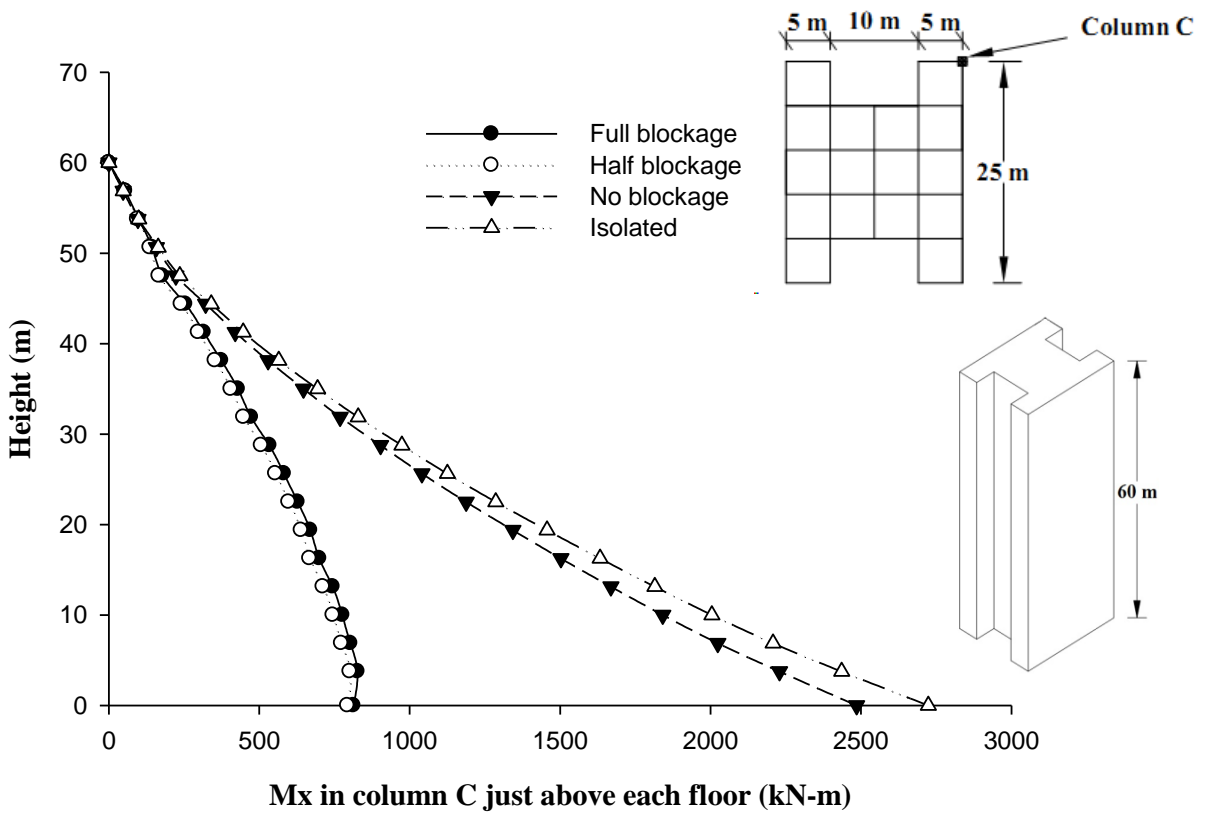 5 m 10 m 5 m
Column C
25 m
Full blockage
Half blockage
No blockage
Isolated
70
60
50
40
30
20
10
0
Height (m)
60 m
0 500 1000 1500 2000 2500 3000
Mx in column C just above each floor (kN-m)